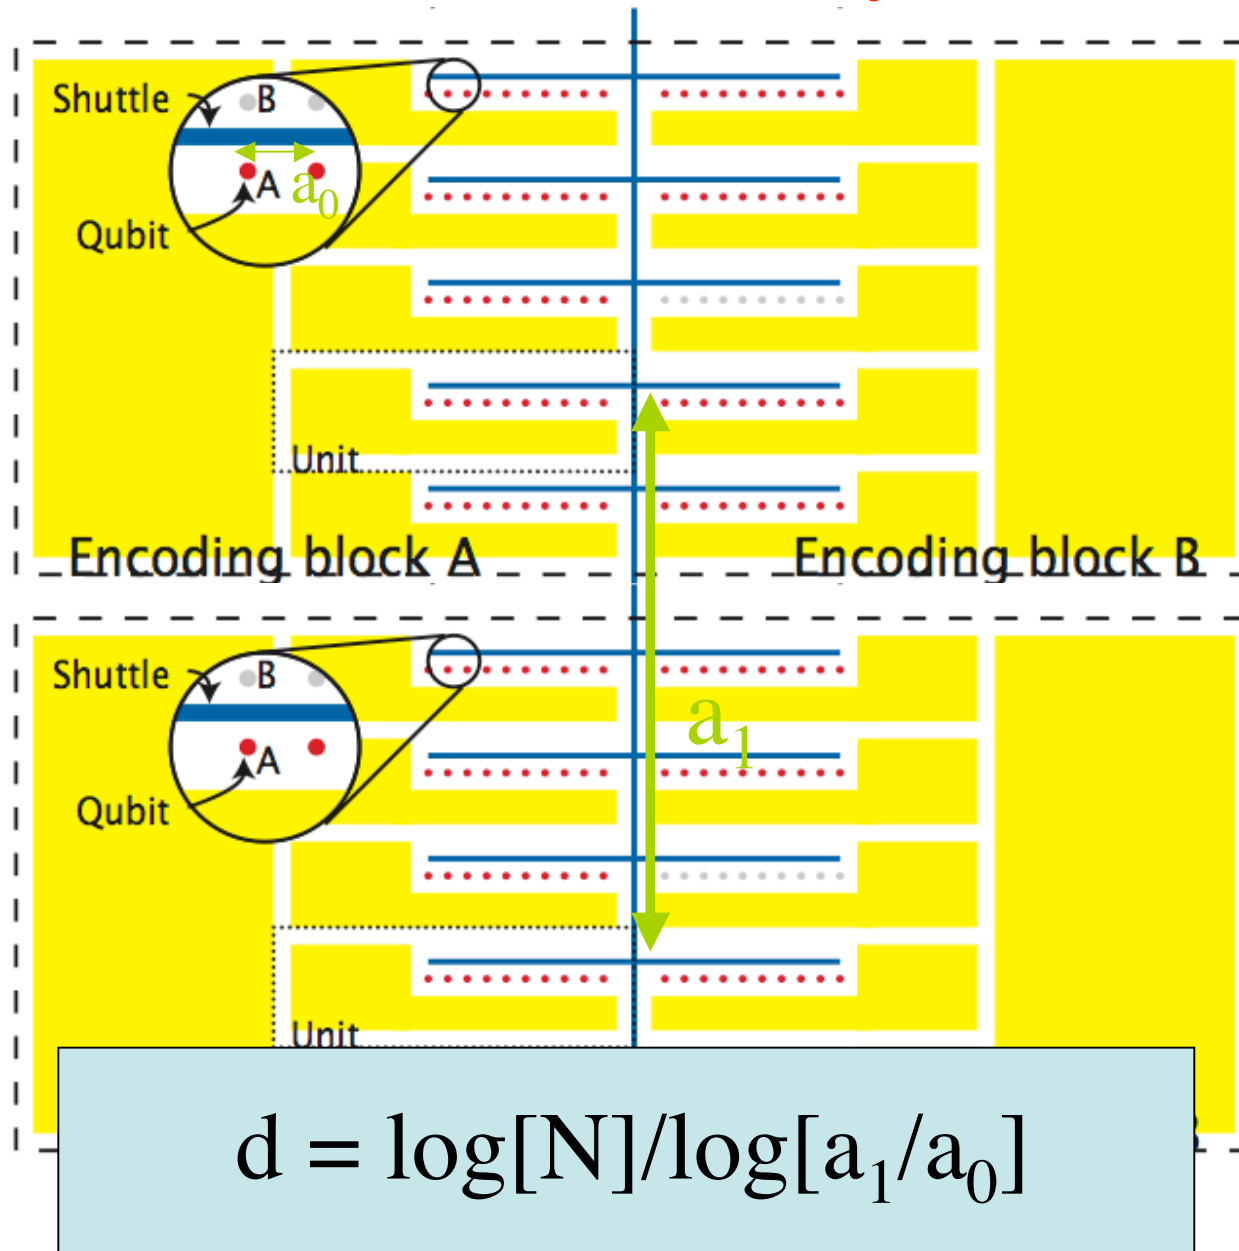 Shuttle
B
A
a₀
Qubit
Unit
Encoding block A
Encoding block B
Shuttle
B
a₁
A
Qubit
Unit
d = log[N]/log[a₁/a₀]